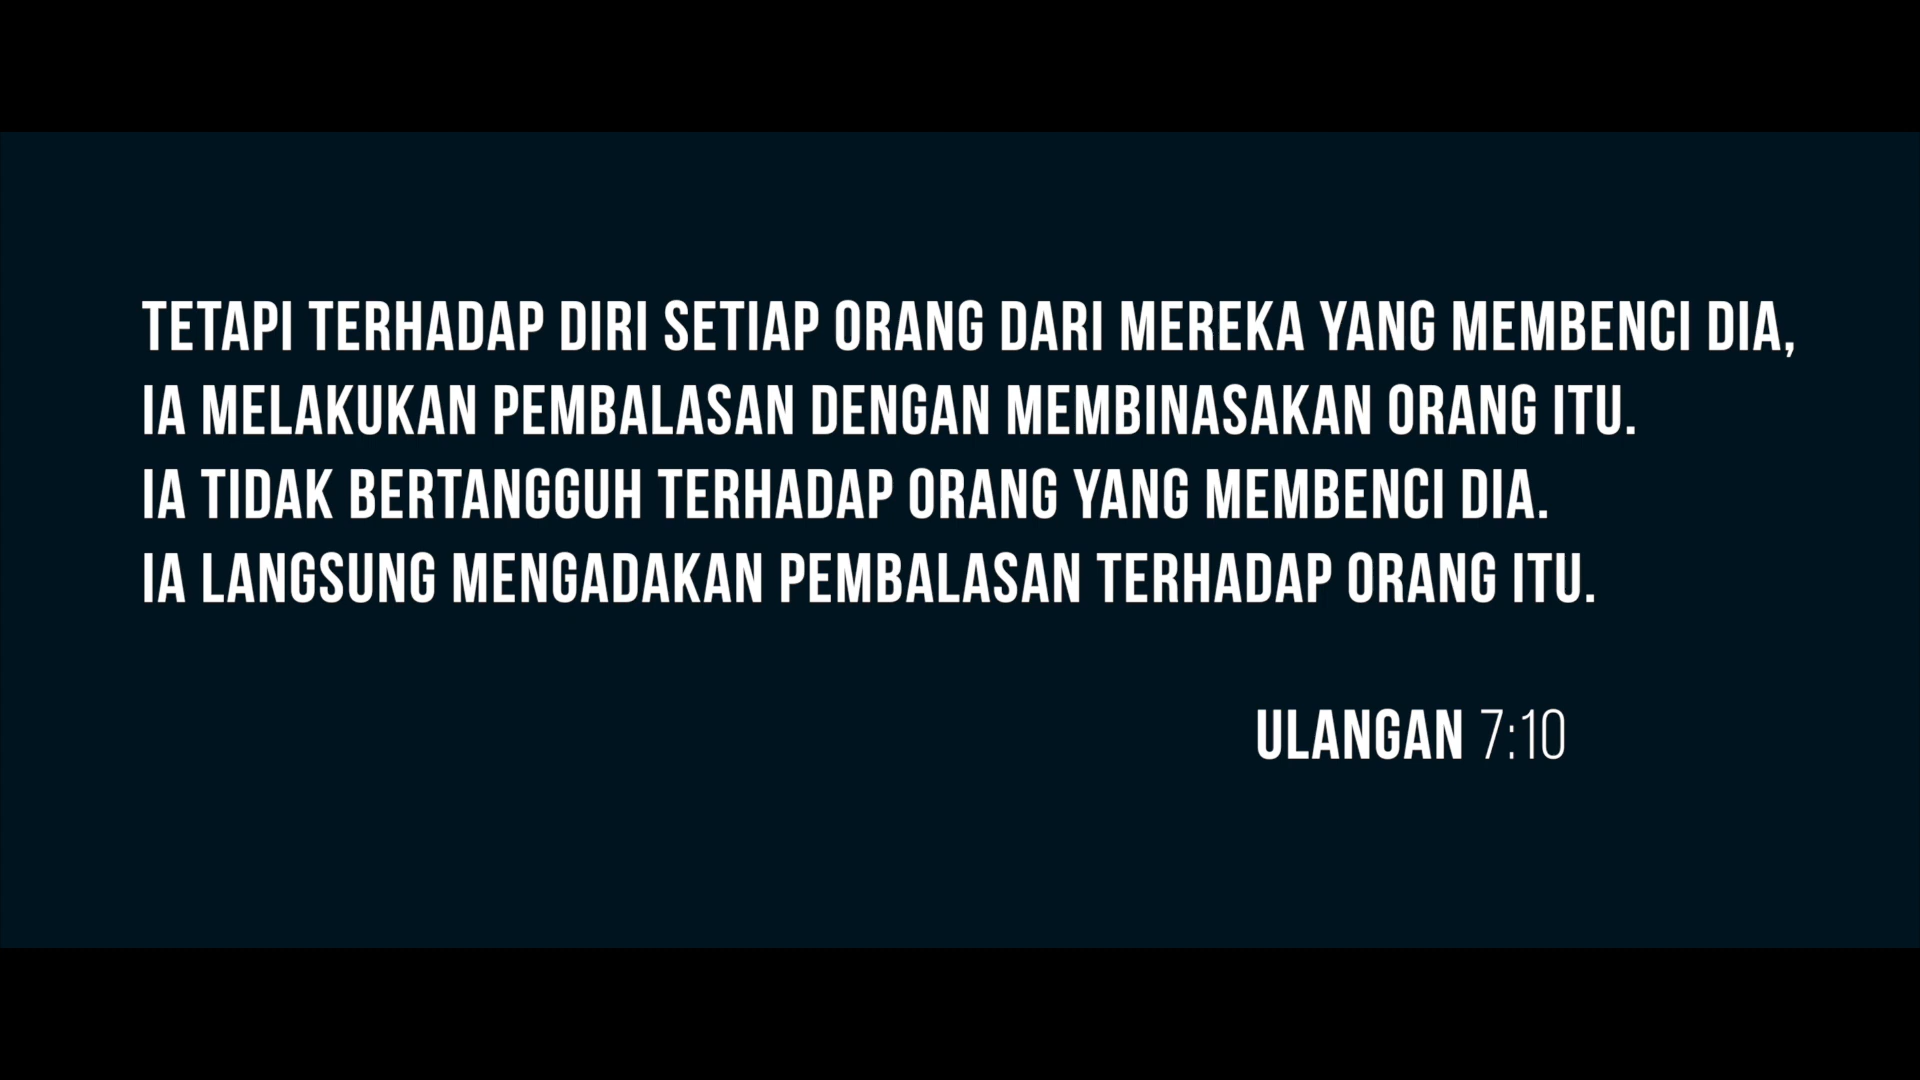 TETAPI TERHADAP DIRI SETIAP ORANG DARI MEREKA YANG MEMBENCI DIA,
IA MELAKUKAN PEMBALASAN DENGAN MEMBINASAKAN ORANG ITU.
IA TIDAK BERTANGGUH TERHADAP ORANG YANG MEMBENCI DIA.
IA LANGSUNG MENGADAKAN PEMBALASAN TERHADAP ORANG ITU.
ULANGAN 7:10